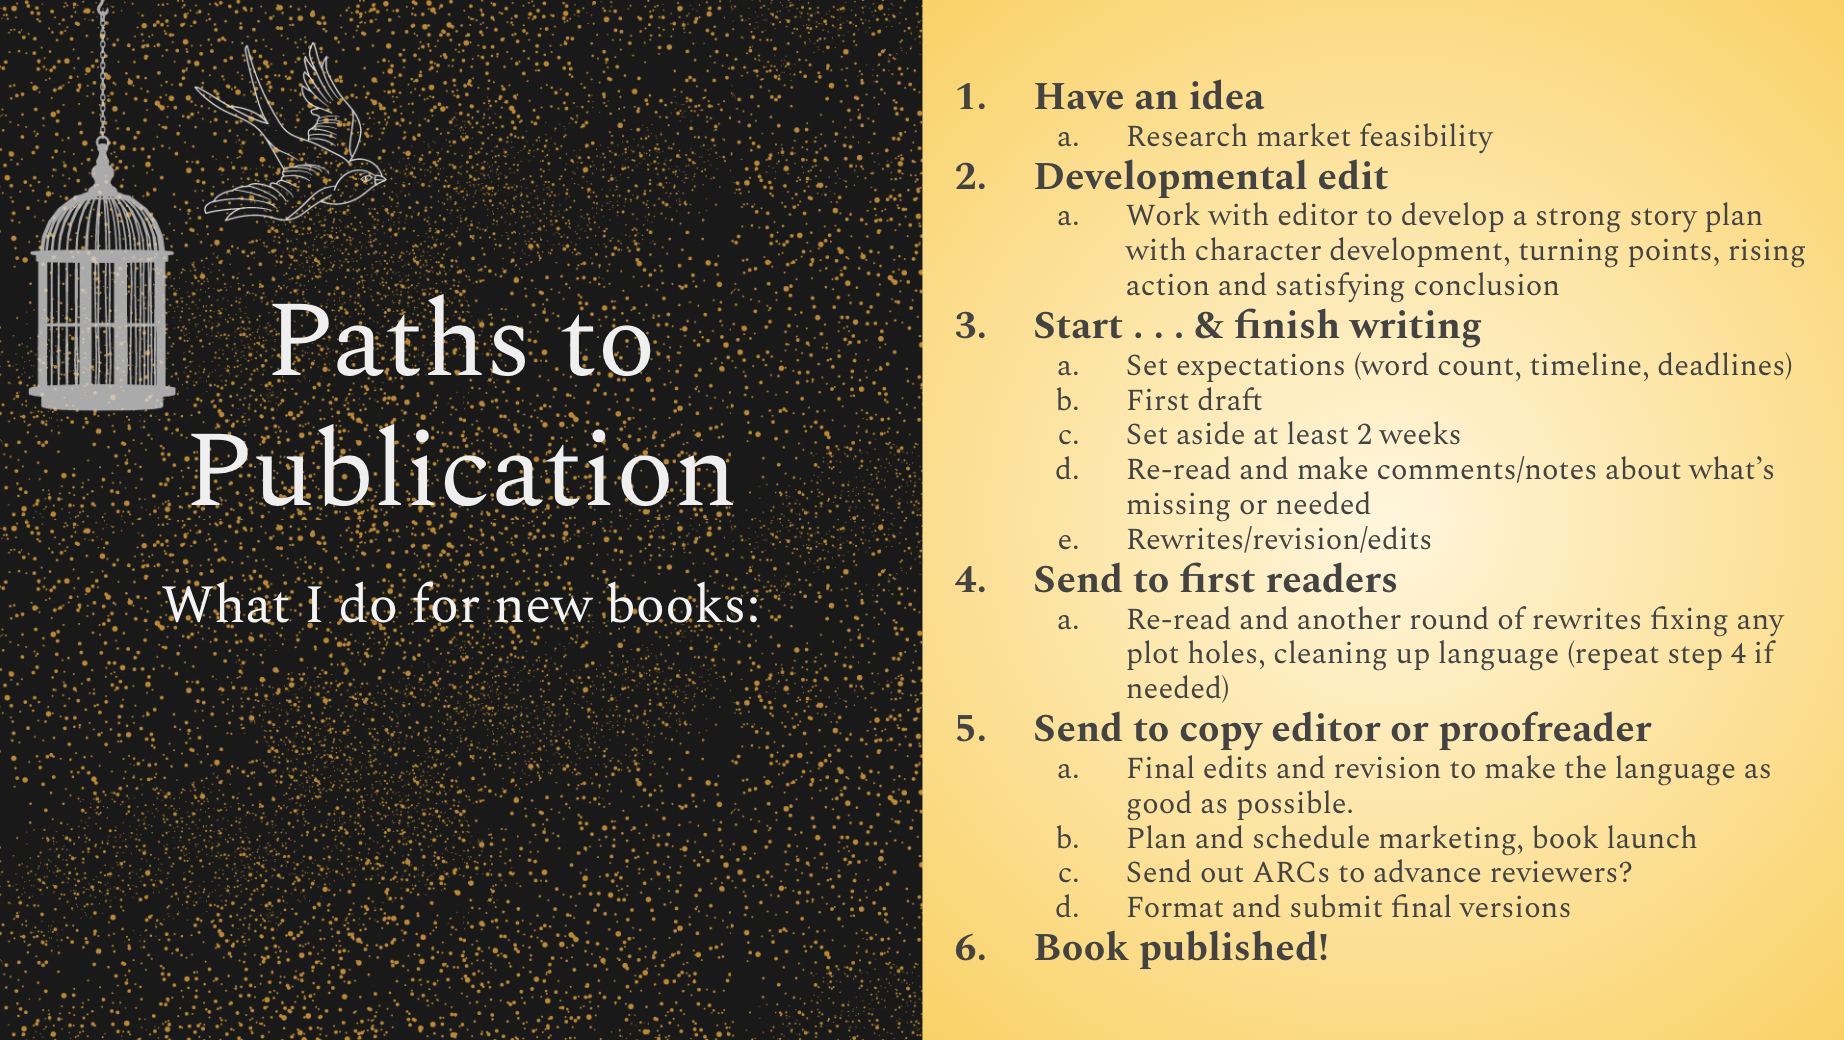 Paths to
Publication
What I do for new books:
1. Have an idea
a. Research market feasibility
2. Developmental edit
a. Work with editor to develop a strong story plan
with character development, turning points, rising
action and satisfying conclusion
3. Start . . . & finish writing
a. Set expectations (word count, timeline, deadlines)
b. First draft
c. Set aside at least 2 weeks
d. Re-read and make comments/notes about what’s
missing or needed
e. Rewrites/revision/edits
4. Send to first readers
a. Re-read and another round of rewrites fixing any
plot holes, cleaning up language (repeat step 4 if
needed)
5. Send to copy editor or proofreader
a. Final edits and revision to make the language as
good as possible.
b. Plan and schedule marketing, book launch
c. Send out ARCs to advance reviewers?
d. Format and submit final versions
6. Book published!